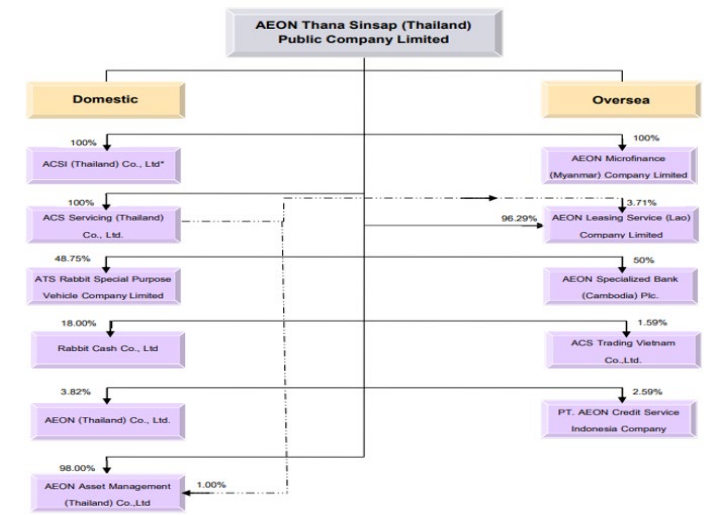 AEON Thana Sinsap (Thailand)
Public Company Limited
Domestic
Oversea
100%
ACSI (Thailand) Co., Ltd*
100%
AEON Microfinance
(Myanmar) Company Limited
100%
ACS Servicing (Thailand)
Co., Ltd.
96.29%
3.71%
AEON Leasing Service (Lao)
Company Limited
48.75%
ATS Rabbit Special Purpose
Vehicle Company Limited
50%
AEON Specialized Bank
(Cambodia) Plc.
18.00%
Rabbit Cash Co., Ltd
1.59%
ACS Trading Vietnam
Co.,Ltd.
3.82%
AEON (Thailand) Co., Ltd.
2.59%
PT. AEON Credit Service
Indonesia Company
98.00%
AEON Asset Management
(Thailand) Co.,Ltd
1.00%